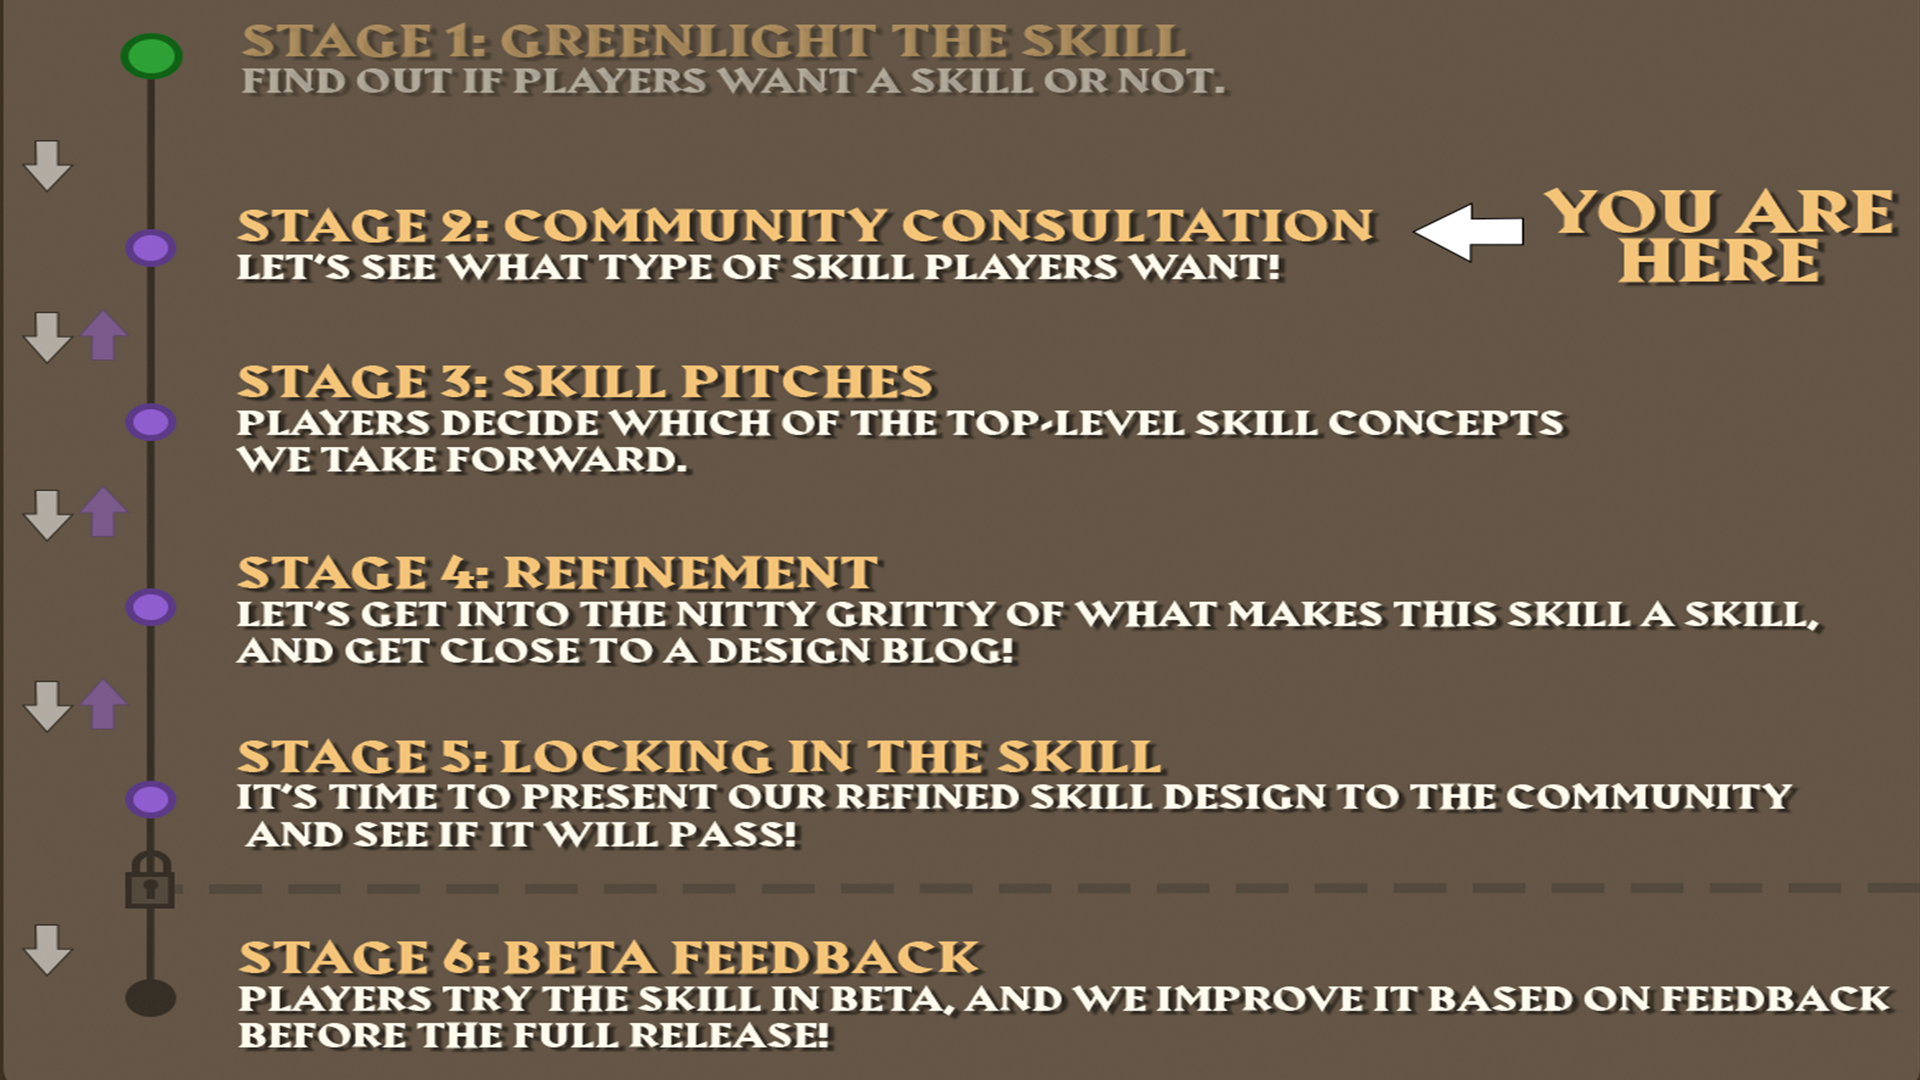 STAGE 1: GREENLIGHT THE SKILL
FIND OUT IF PLAYERS WANT A SKILL OR NOT.
STAGE 2: COMMUNITY CONSULTATION
LET'S SEE WHAT TYPE OF SKILL PLAYERS WANT!
YOU ARE
HERE
STAGE 3: SKILL PITCHES
PLAYERS DECIDE WHICH OF THE TOP-LEVEL SKILL CONCEPTS
WE TAKE FORWARD.
STAGE 4: REFINEMENT
LET'S GET INTO THE NITTY GRITTY OF WHAT MAKES THIS SKILL A SKILL,
AND GET CLOSE TO A DESIGN BLOG!
STAGE 5: LOCKING IN THE SKILL
IT'S TIME TO PRESENT OUR REFINED SKILL DESIGN TO THE COMMUNITY
AND SEE IF IT WILL PASS!
STAGE 6: BETA FEEDBACK
PLAYERS TRY THE SKILL IN BETA, AND WE IMPROVE IT BASED ON FEEDBACK
BEFORE THE FULL RELEASE!